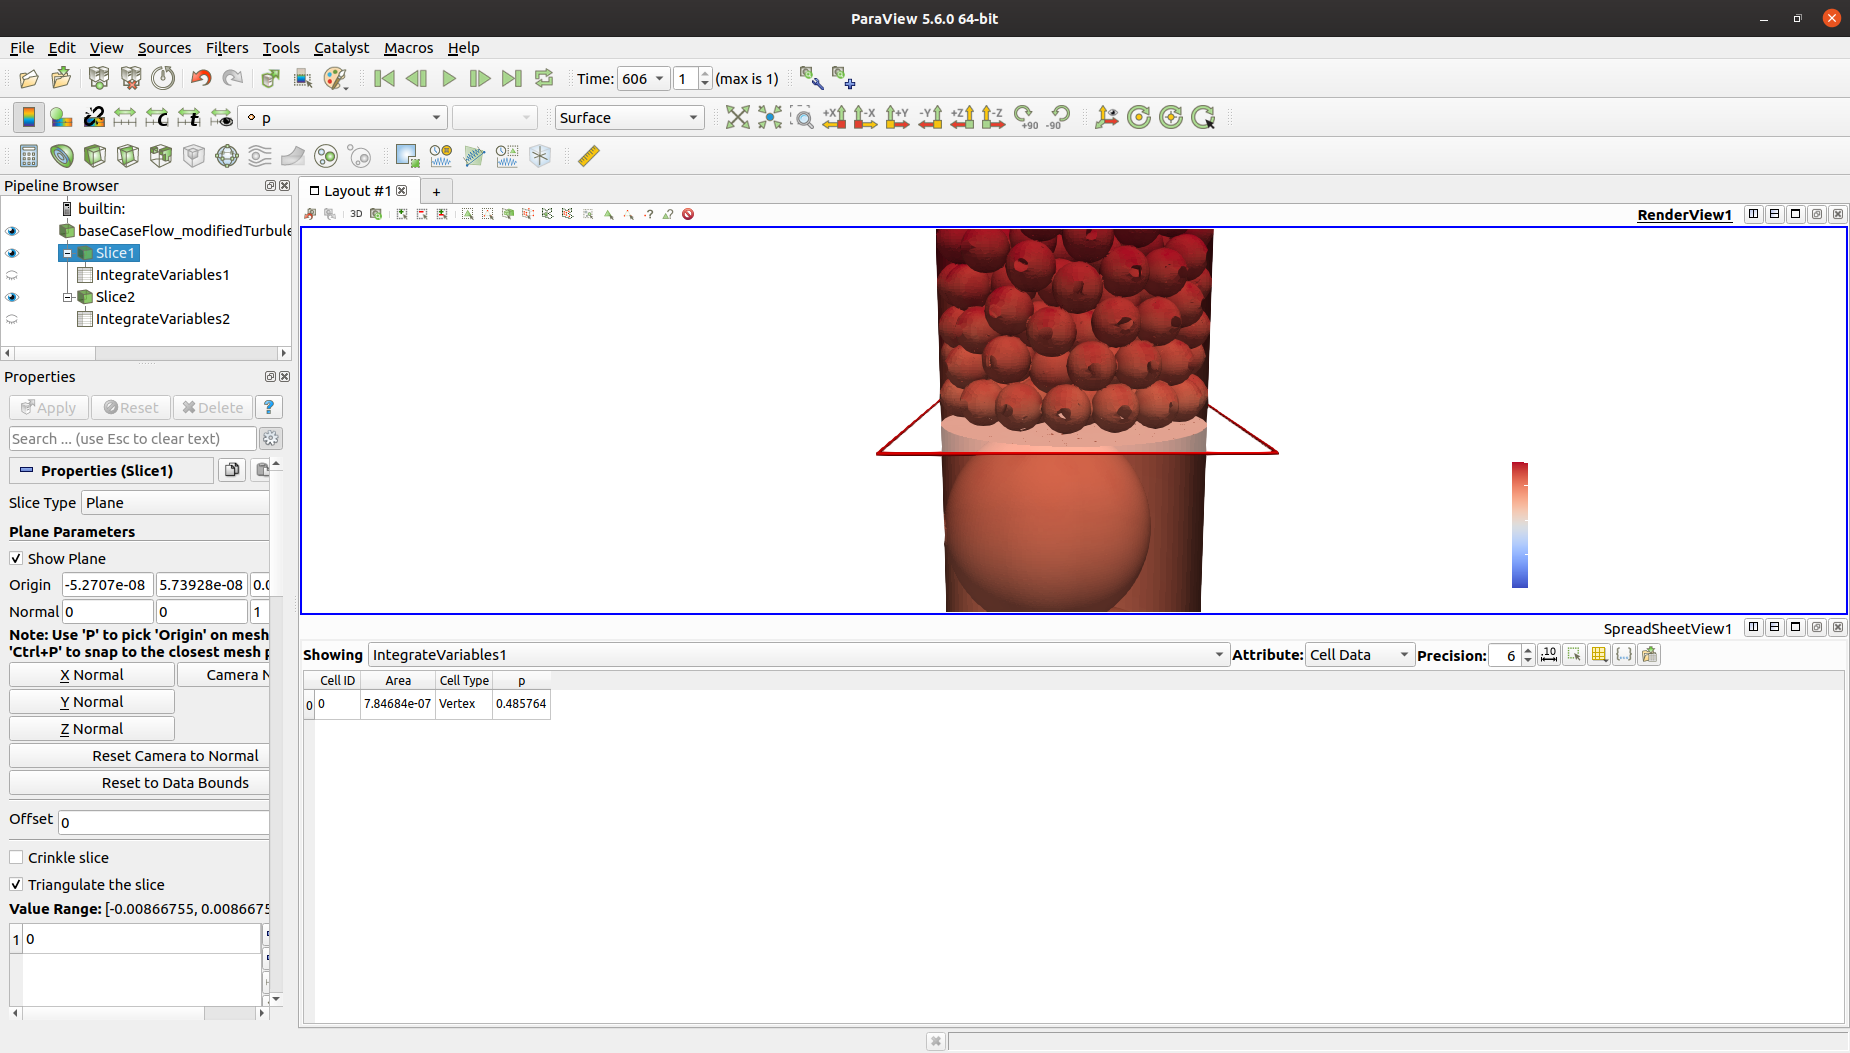 ParaView 5.6.0 64-bit
File Edit View Sources Filters Tools Catalyst Macros Help
Time: 606 1 (max is 1)
p Surface +X -X +Y -Y +Z -Z +90 -90
Pipeline Browser
Layout #1 +
builtin:
3D
RenderView1
baseCaseFlow_modifiedTurbule
Slice1
IntegrateVariables1
Slice2
IntegrateVariables2
Properties
Apply Reset Delete ?
Search ... (use Esc to clear text)
Properties (Slice1)
Slice Type Plane
Plane Parameters
Show Plane
Origin -5.2707e-08 5.73928e-08 0.0
Normal 0 0 1
Note: Use 'P' to pick 'Origin' on mesh
'Ctrl+P' to snap to the closest mesh p
X Normal Camera N
Y Normal
Z Normal
Reset Camera to Normal
Reset to Data Bounds
Offset 0
Crinkle slice
Triangulate the slice
Value Range: [-0.00866755, 0.0086675
1 0
SpreadSheetView1
Showing IntegrateVariables1 Attribute: Cell Data Precision: 6
Cell ID Area Cell Type p
0 0 7.84684e-07 Vertex 0.485764